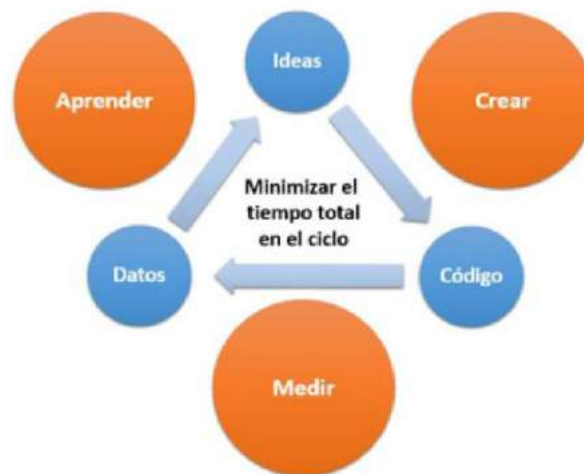 Ideas
Aprender
Crear
Minimizar el
tiempo total
en el ciclo
Datos
Código
Medir